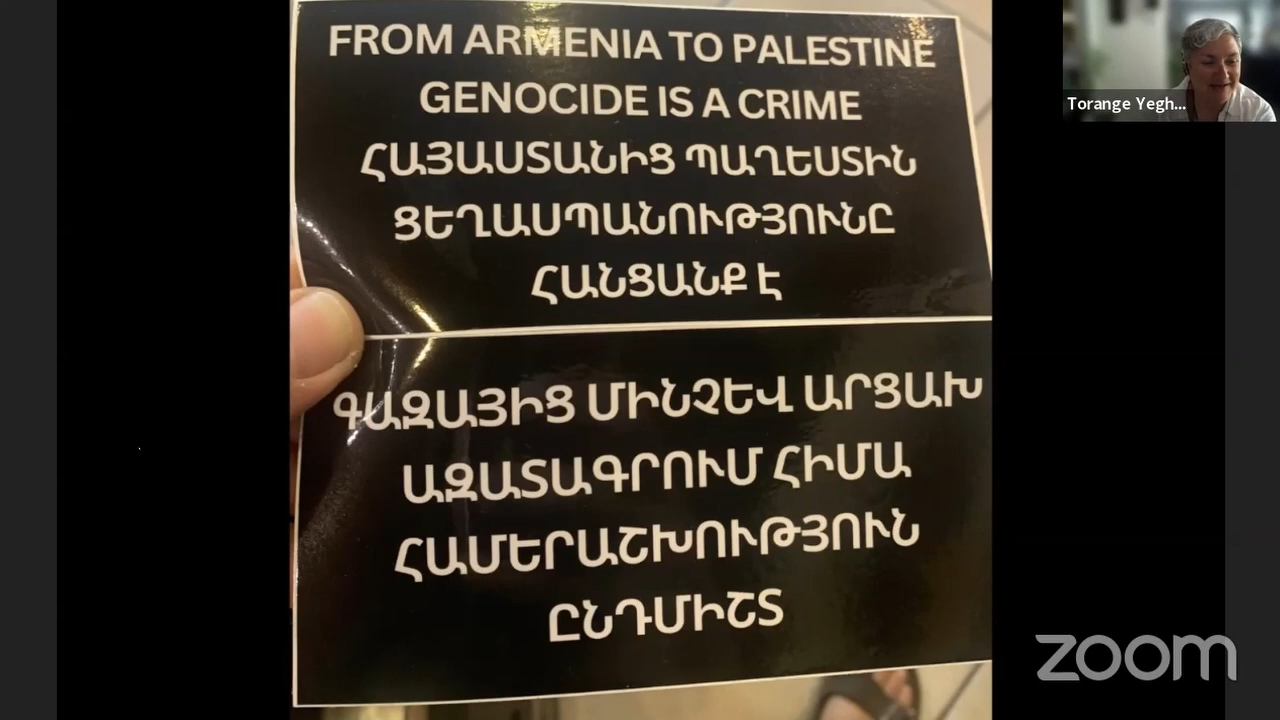 FROM ARMENIA TO PALESTINE
GENOCIDE IS A CRIME
ՀԱՅԱՍՏԱՆԻՑ ՊԱՂԵՍՏԻՆ
ՑԵՂԱՍՊԱՆՈՒԹՅՈՒՆԸ
ՀԱՆՑԱՆՔ Է
ԳԱԶԱՅԻՑ ՄԻՆՉԵՎ ԱՐՑԱԽ
ԱԶԱՏԱԳՐՈՒՄ ՀԻՄԱ
ՀԱՄԵՐԱՇԽՈՒԹՅՈՒՆ
ԸՆԴՄԻՇՏ
Torange Yegh...
zoom